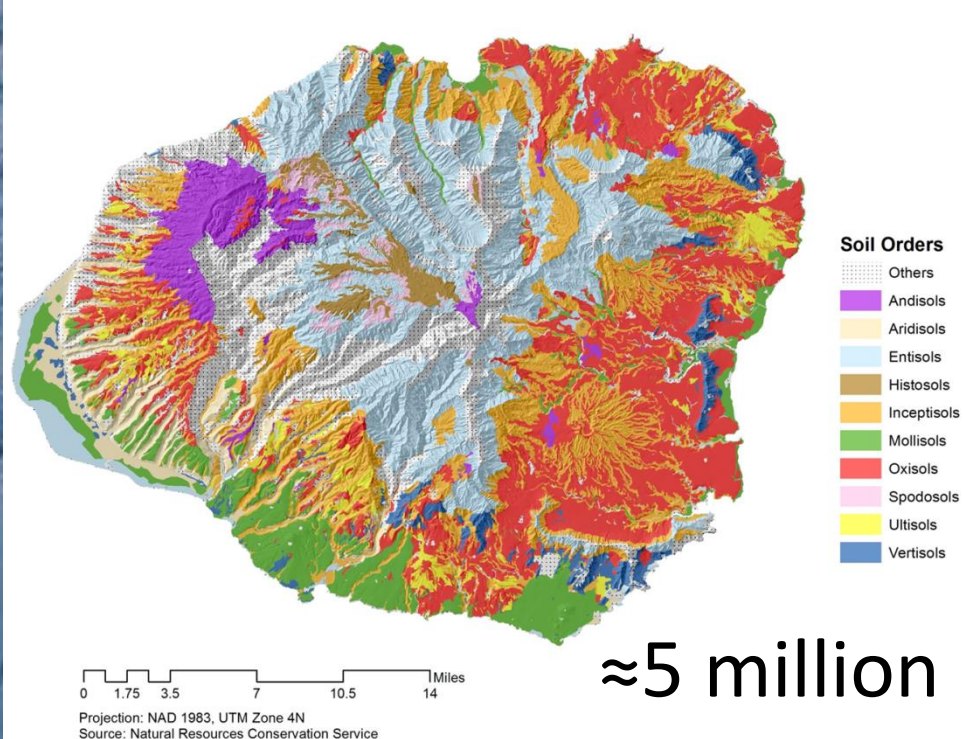 Soil Orders
Others
Andisols
Aridisols
Entisols
Histosols
Inceptisols
Mollisols
Oxisols
Spodosols
Ultisols
Vertisols
≈5 million
Miles
0 1.75 3.5 7 10.5 14
Projection: NAD 1983, UTM Zone 4N
Source: Natural Resources Conservation Service